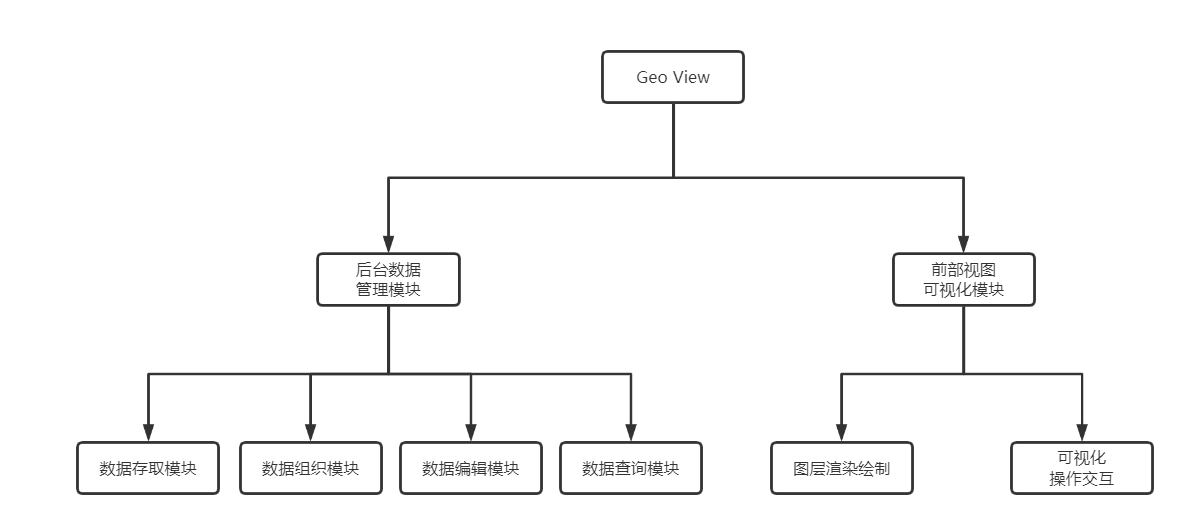 Geo View
后台数据
管理模块
前部视图
可视化模块
数据存取模块
数据组织模块
数据编辑模块
数据查询模块
图层渲染绘制
可视化
操作交互